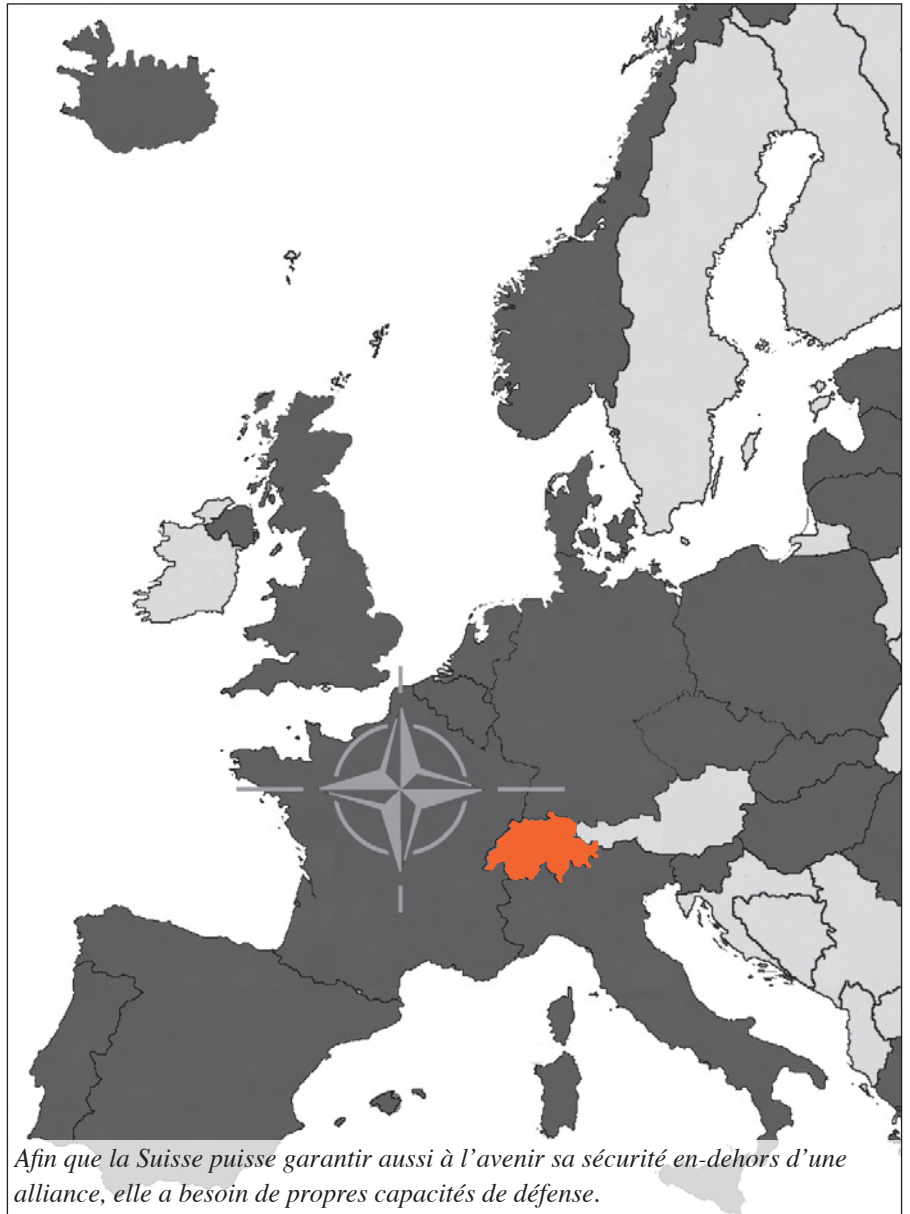 Afin que la Suisse puisse garantir aussi à l’avenir sa sécurité en-dehors d’une
alliance, elle a besoin de propres capacités de défense.